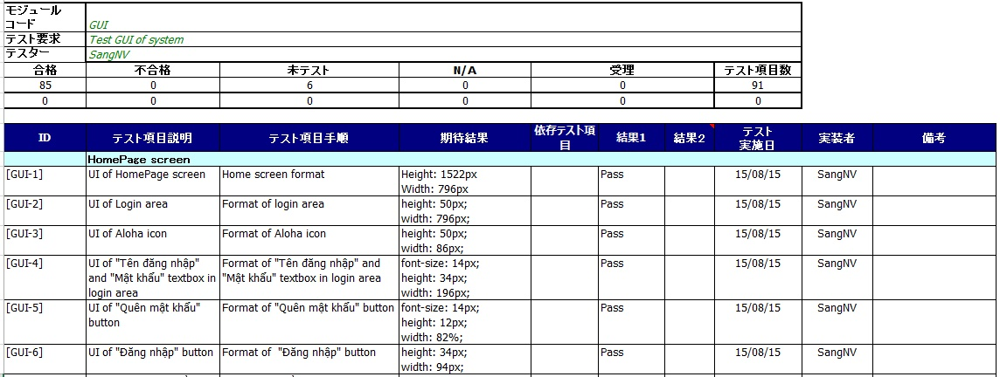 モジュール
コード GUI
テスト要求 Test GUI of system
テスター SangNV
合格 不合格 未テスト N/A 受理 テスト項目数
85 0 6 0 0 91
0 0 0 0 0 0
ID テスト項目説明 テスト項目手順 期待結果 依存テスト項目 結果1 結果2 テスト実施日 実装者 備考
HomePage screen
[GUI-1] UI of HomePage screen Home screen format Height: 1522px Pass 15/08/15 SangNV
Width: 796px
[GUI-2] UI of Login area Format of login area height: 50px; Pass 15/08/15 SangNV
width: 796px;
[GUI-3] UI of Aloha icon Format of Aloha icon height: 50px; Pass 15/08/15 SangNV
width: 86px;
[GUI-4] UI of "Tên đăng nhập" Format of "Tên đăng nhập" and font-size: 14px; Pass 15/08/15 SangNV
and "Mật khẩu" textbox in "Mật khẩu" textbox in login area height: 34px;
login area width: 196px;
[GUI-5] UI of "Quên mật khẩu" Format of "Quên mật khẩu" button font-size: 14px; Pass 15/08/15 SangNV
button height: 12px;
width: 82%;
[GUI-6] UI of "Đăng nhập" button Format of "Đăng nhập" button height: 34px; Pass 15/08/15 SangNV
width: 94px;